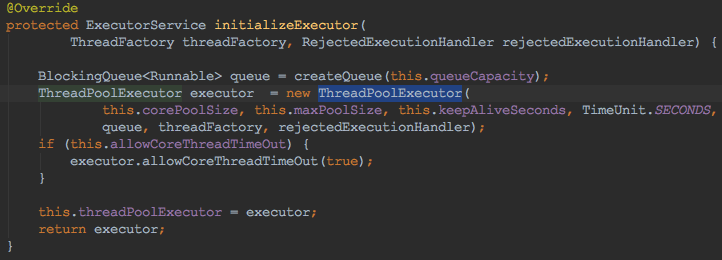 @Override
protected ExecutorService initializeExecutor(
        ThreadFactory threadFactory, RejectedExecutionHandler rejectedExecutionHandler) {

    BlockingQueue<Runnable> queue = createQueue(this.queueCapacity);
    ThreadPoolExecutor executor  = new ThreadPoolExecutor(
            this.corePoolSize, this.maxPoolSize, this.keepAliveSeconds, TimeUnit.SECONDS,
            queue, threadFactory, rejectedExecutionHandler);
    if (this.allowCoreThreadTimeOut) {
        executor.allowCoreThreadTimeOut(true);
    }

    this.threadPoolExecutor = executor;
    return executor;
}